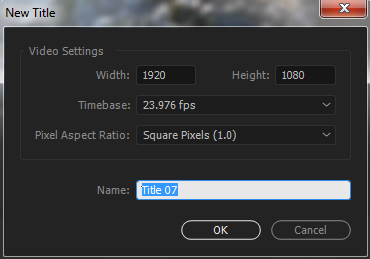 New Title
Video Settings
Width: 1920 Height: 1080
Timebase: 23.976 fps
Pixel Aspect Ratio: Square Pixels (1.0)
Name: Title 07
OK Cancel